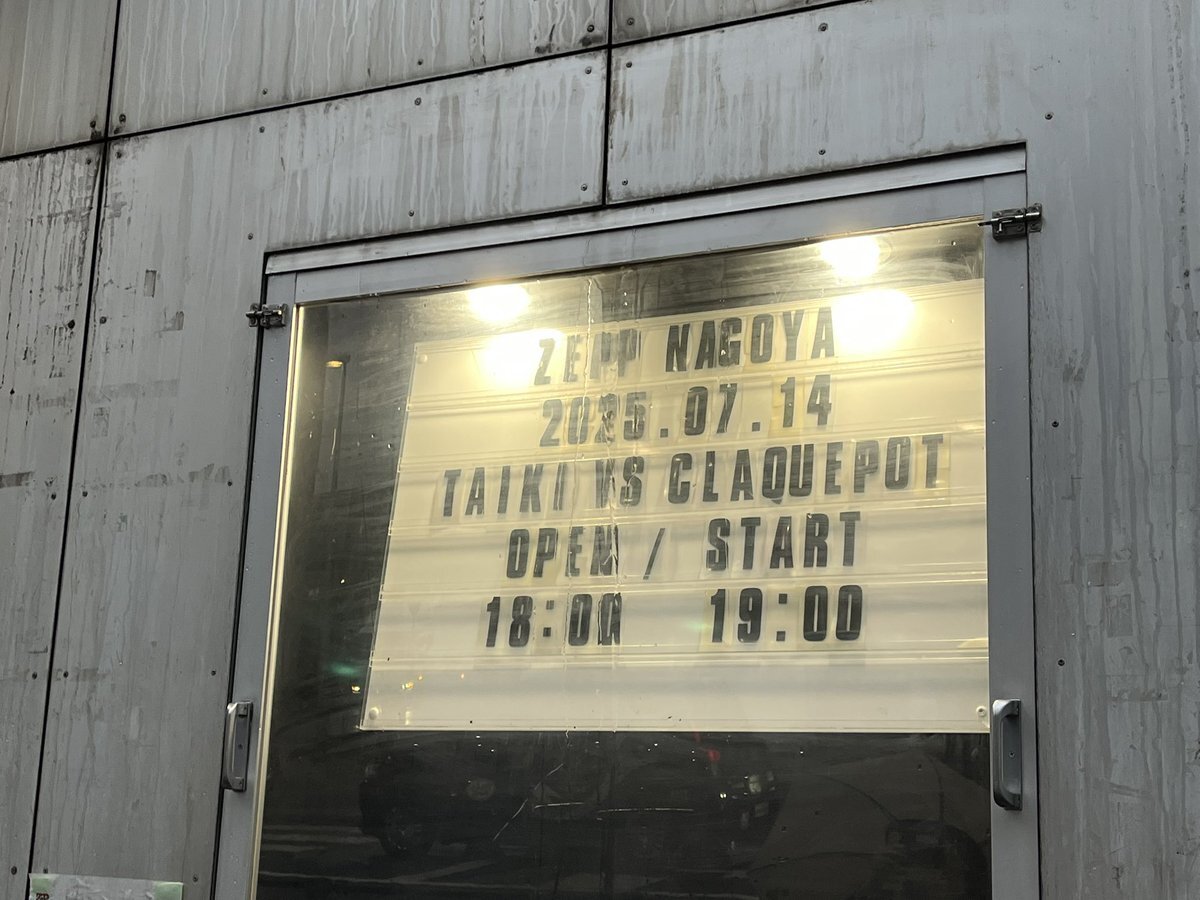 ZEPP NAGOYA
2025.07.14
TAIKI VS CLAQUEPOT
OPEN / START
18:00 19:00